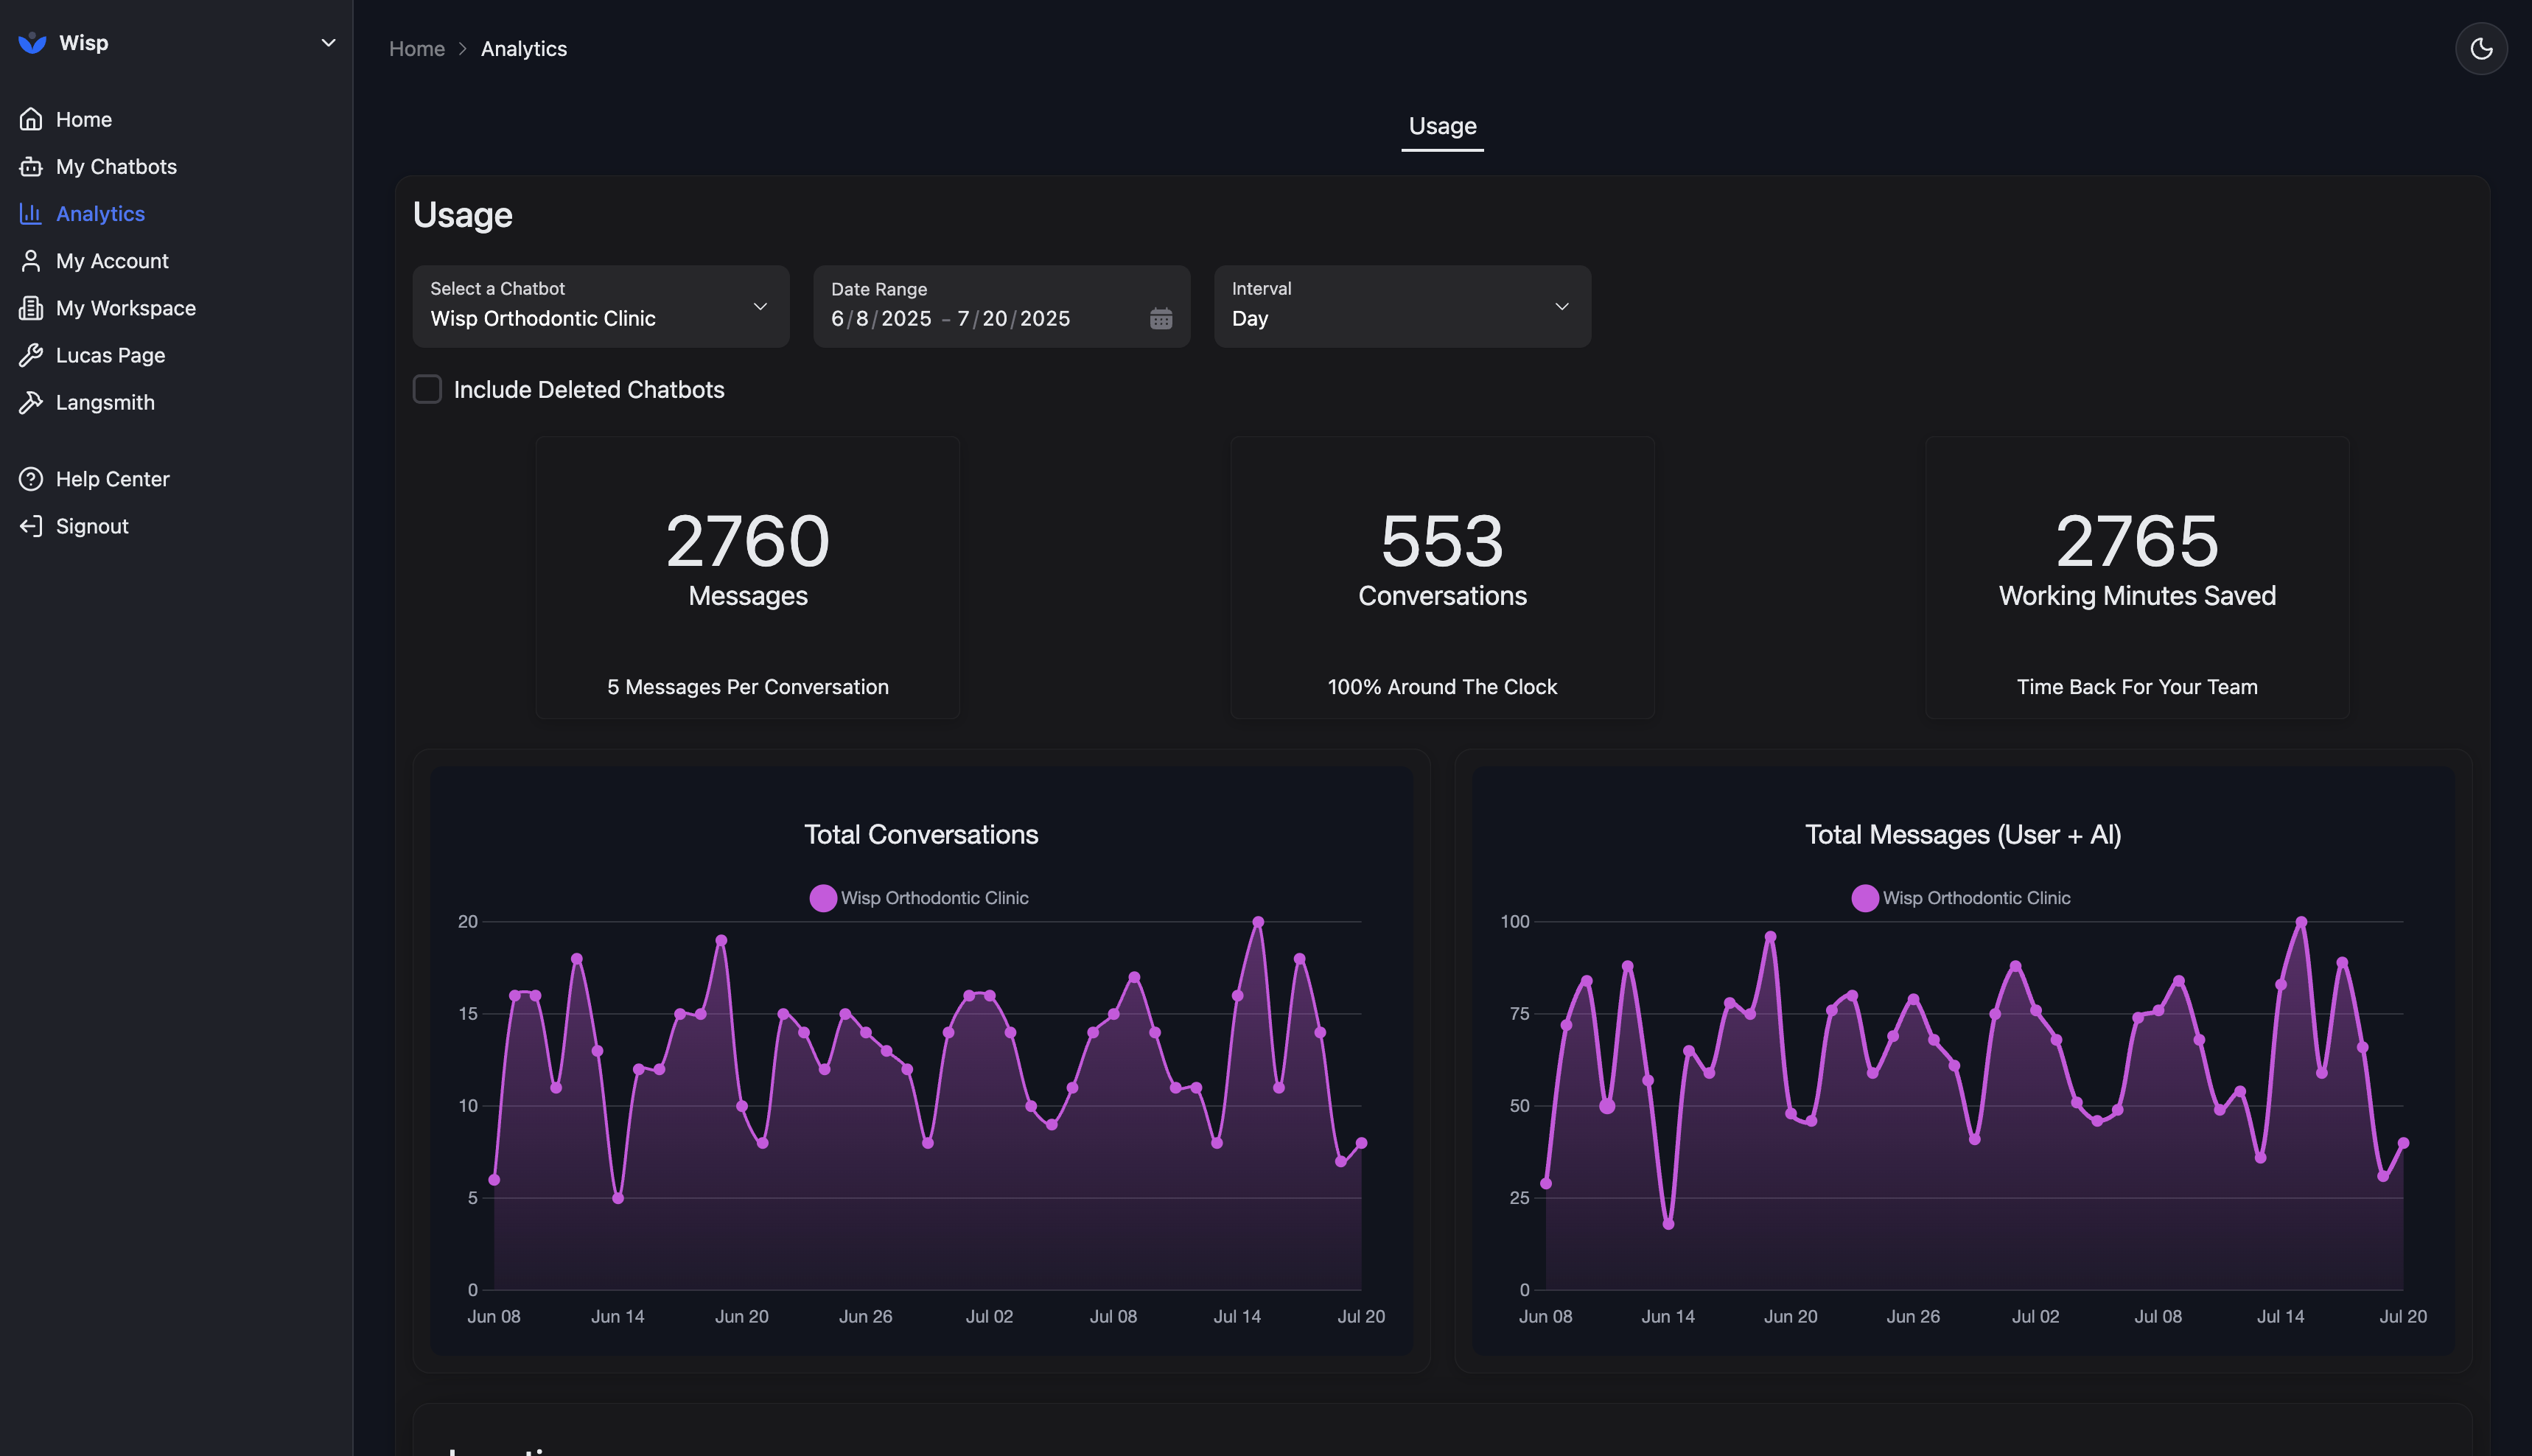 Wisp
Home
My Chatbots
Analytics
My Account
My Workspace
Lucas Page
Langsmith
Help Center
Signout
Home > Analytics
Usage
Usage
Select a Chatbot
Wisp Orthodontic Clinic
Date Range
6/8/2025 – 7/20/2025
Interval
Day
Include Deleted Chatbots
2760
Messages
5 Messages Per Conversation
553
Conversations
100% Around The Clock
2765
Working Minutes Saved
Time Back For Your Team
Total Conversations
Wisp Orthodontic Clinic
20
15
10
5
0
Jun 08 Jun 14 Jun 20 Jun 26 Jul 02 Jul 08 Jul 14 Jul 20
Total Messages (User + AI)
Wisp Orthodontic Clinic
100
75
50
25
0
Jun 08 Jun 14 Jun 20 Jun 26 Jul 02 Jul 08 Jul 14 Jul 20